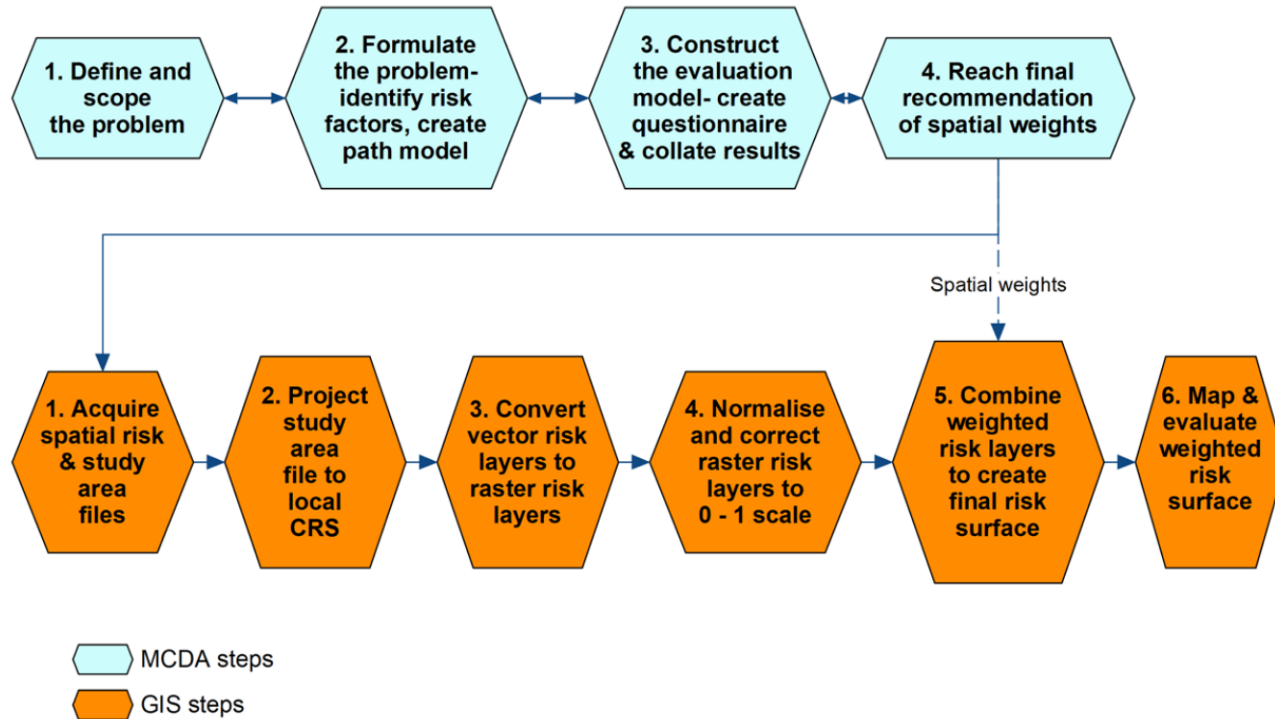 1. Define and
scope
the problem
2. Formulate
the problem-
identify risk
factors, create
path model
3. Construct
the evaluation
model- create
questionnaire
& collate results
4. Reach final
recommendation
of spatial weights
Spatial weights
1. Acquire
spatial risk
& study
area
files
2. Project
study
area
file to
local
CRS
3. Convert
vector risk
layers to
raster risk
layers
4. Normalise
and correct
raster risk
layers to
0 - 1 scale
5. Combine
weighted
risk layers
to create
final risk
surface
6. Map &
evaluate
weighted
risk
surface
MCDA steps
GIS steps